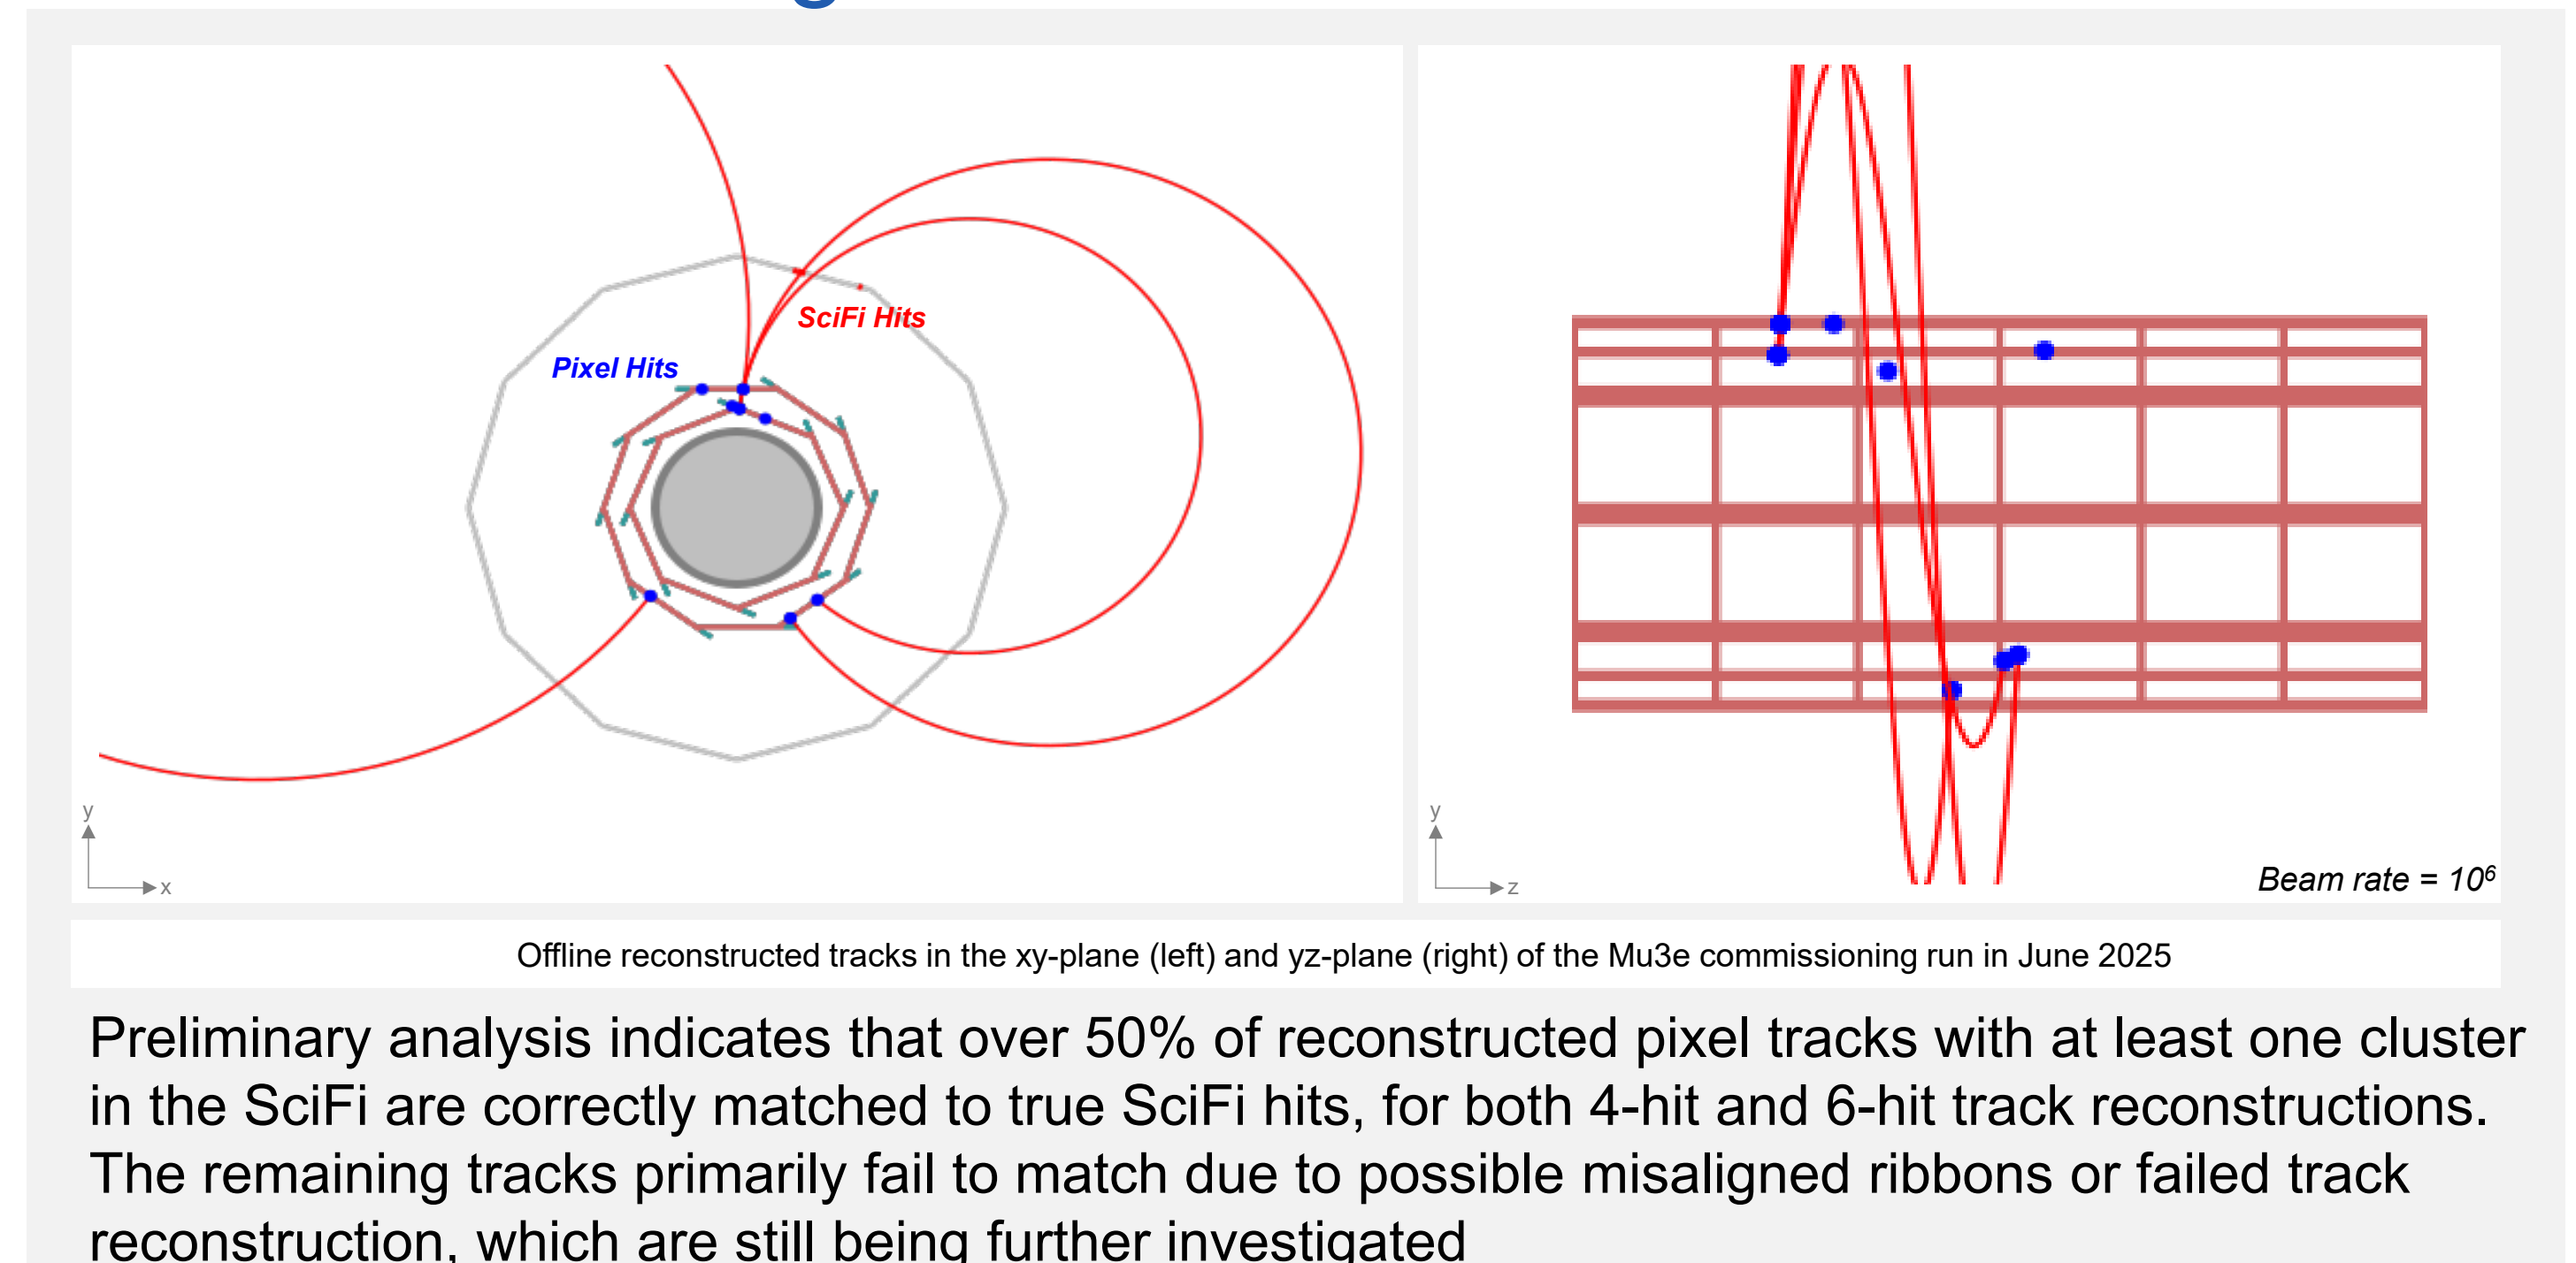 SciFi Hits
Pixel Hits
y
x
y
z
Beam rate = 10⁶
Offline reconstructed tracks in the xy-plane (left) and yz-plane (right) of the Mu3e commissioning run in June 2025
Preliminary analysis indicates that over 50% of reconstructed pixel tracks with at least one cluster
in the SciFi are correctly matched to true SciFi hits, for both 4-hit and 6-hit track reconstructions.
The remaining tracks primarily fail to match due to possible misaligned ribbons or failed track
reconstruction, which are still being further investigated